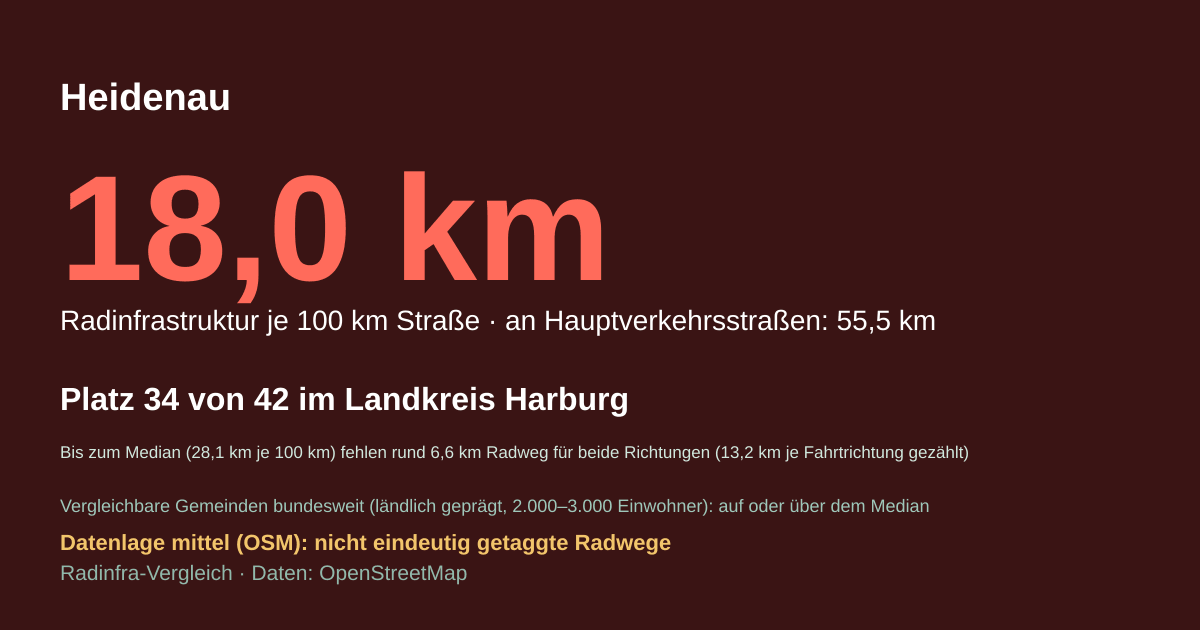 Heidenau
18,0 km
Radinfrastruktur je 100 km Straße · an Hauptverkehrsstraßen: 55,5 km
Platz 34 von 42 im Landkreis Harburg
Bis zum Median (28,1 km je 100 km) fehlen rund 6,6 km Radweg für beide Richtungen (13,2 km je Fahrtrichtung gezählt)
Vergleichbare Gemeinden bundesweit (ländlich geprägt, 2.000–3.000 Einwohner): auf oder über dem Median
Datenlage mittel (OSM): nicht eindeutig getaggte Radwege
Radinfra-Vergleich · Daten: OpenStreetMap